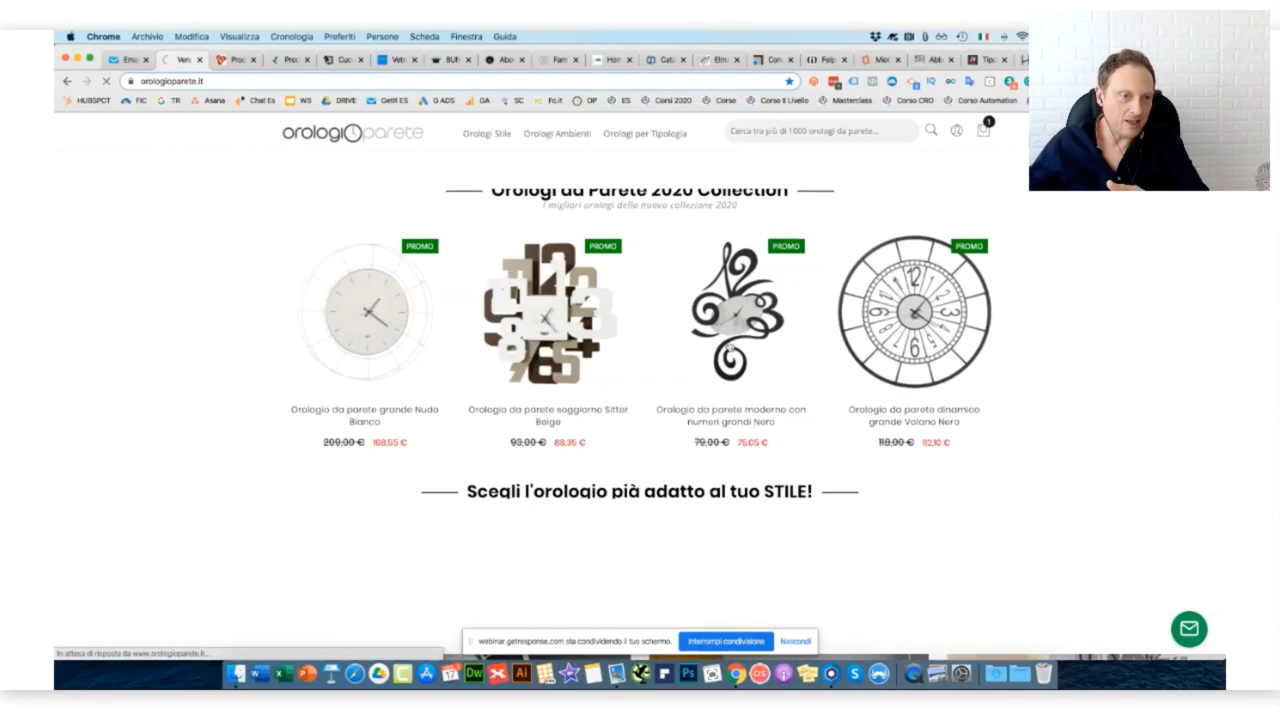 Chrome Archivio Modifica Visualizza Cronologia Preferiti Persone Scheda Finestra Guida
orologioparete.it
HUBSPOT FIC TR Asana Chat Es WS DRIVE GetR ES G ADS GA SC Fc.it DP ES Corsi 2020 Corso Corso II Livello Masterclass Corso CRO Corso Automation
orologioparete
Orologi Stile Orologi Ambienti Orologi per Tipologia
Cerca tra più di 1000 orologi da parete...
1
Orologi da Parete 2020 Collection
I migliori orologi della nuova collezione 2020
PROMO PROMO PROMO PROMO
Orologio da parete grande Nudo Bianco
209,00 € 198,55 €
Orologio da parete soggiorno Sitter Beige
93,00 € 88,35 €
Orologio da parete moderno con numeri grandi Nero
79,00 € 75,05 €
Orologio da parete dinamico grande Volano Nero
118,00 € 112,10 €
Scegli l'orologio più adatto al tuo STILE!
webinar.getresponse.com sta condividendo il tuo schermo. Interrompi condivisione Nascondi
In attesa di risposta da www.orologioparete.it...